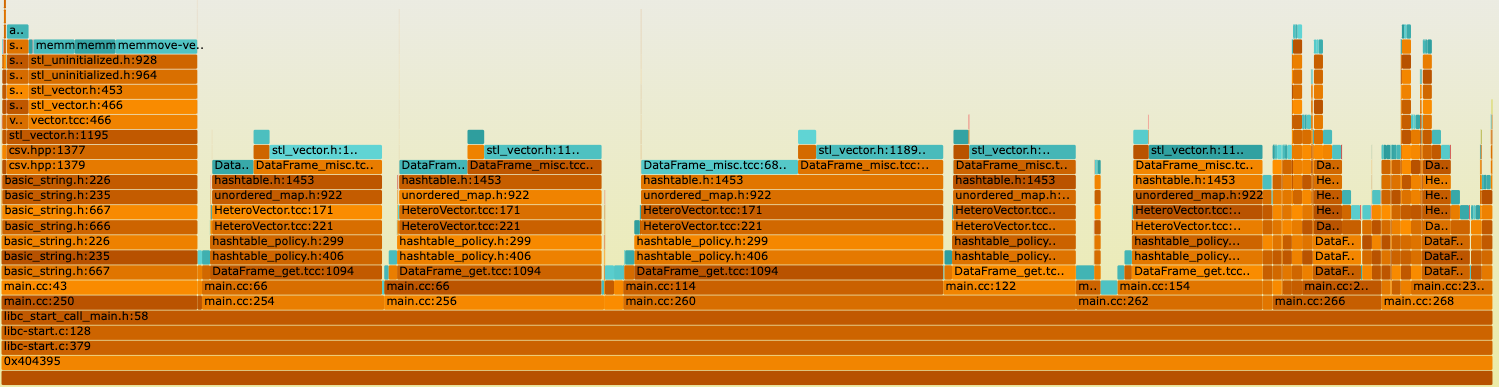 a..
s.. memm memm memmove-ve..
s.. stl_uninitialized.h:928
s.. stl_uninitialized.h:964
s.. stl_vector.h:453
s.. stl_vector.h:466
v.. vector.tcc:466
stl_vector.h:1195
csv.hpp:1377 stl_vector.h:1.. stl_vector.h:11.. stl_vector.h:1189.. stl_vector.h:.. stl_vector.h:11..
csv.hpp:1379 Data.. DataFrame_misc.tc.. DataFram.. DataFrame_misc.tcc.. DataFrame_misc.tcc:68.. DataFrame_misc.tcc:.. DataFrame_misc.t.. DataFrame_misc.tc.. Da.. Da..
basic_string.h:226 hashtable.h:1453 hashtable.h:1453 hashtable.h:1453 hashtable.h:1453 hashtable.h:1453 He.. He..
basic_string.h:235 unordered_map.h:922 unordered_map.h:922 unordered_map.h:922 unordered_map.h:.. unordered_map.h:922 He.. He..
basic_string.h:667 HeteroVector.tcc:171 HeteroVector.tcc:171 HeteroVector.tcc:171 HeteroVector.tcc.. HeteroVector.tcc:.. He.. He..
basic_string.h:666 HeteroVector.tcc:221 HeteroVector.tcc:221 HeteroVector.tcc:221 HeteroVector.tcc.. HeteroVector.tcc:.. Da.. Da..
basic_string.h:226 hashtable_policy.h:299 hashtable_policy.h:299 hashtable_policy.h:299 hashtable_policy.. hashtable_policy... DataF.. DataF..
basic_string.h:235 hashtable_policy.h:406 hashtable_policy.h:406 hashtable_policy.h:406 hashtable_policy.. hashtable_policy... DataF.. DataF..
basic_string.h:667 DataFrame_get.tcc:1094 DataFrame_get.tcc:1094 DataFrame_get.tcc:1094 DataFrame_get.tc.. DataFrame_get.tcc.. DataF.. DataF..
main.cc:43 main.cc:66 main.cc:66 main.cc:114 main.cc:122 m.. main.cc:154 main.cc:2.. main.cc:23..
main.cc:250 main.cc:254 main.cc:256 main.cc:260 main.cc:262 main.cc:266 main.cc:268
libc_start_call_main.h:58
libc-start.c:128
libc-start.c:379
0x404395